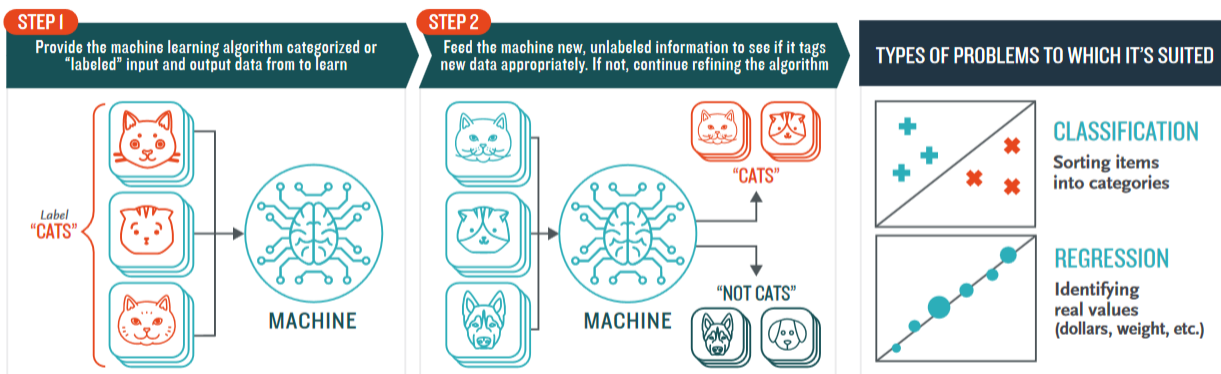 STEP 1
Provide the machine learning algorithm categorized or
“labeled” input and output data from to learn
Label
“CATS”
MACHINE
STEP 2
Feed the machine new, unlabeled information to see if it tags
new data appropriately. If not, continue refining the algorithm
MACHINE
“CATS”
“NOT CATS”
TYPES OF PROBLEMS TO WHICH IT’S SUITED
CLASSIFICATION
Sorting items
into categories
REGRESSION
Identifying
real values
(dollars, weight, etc.)